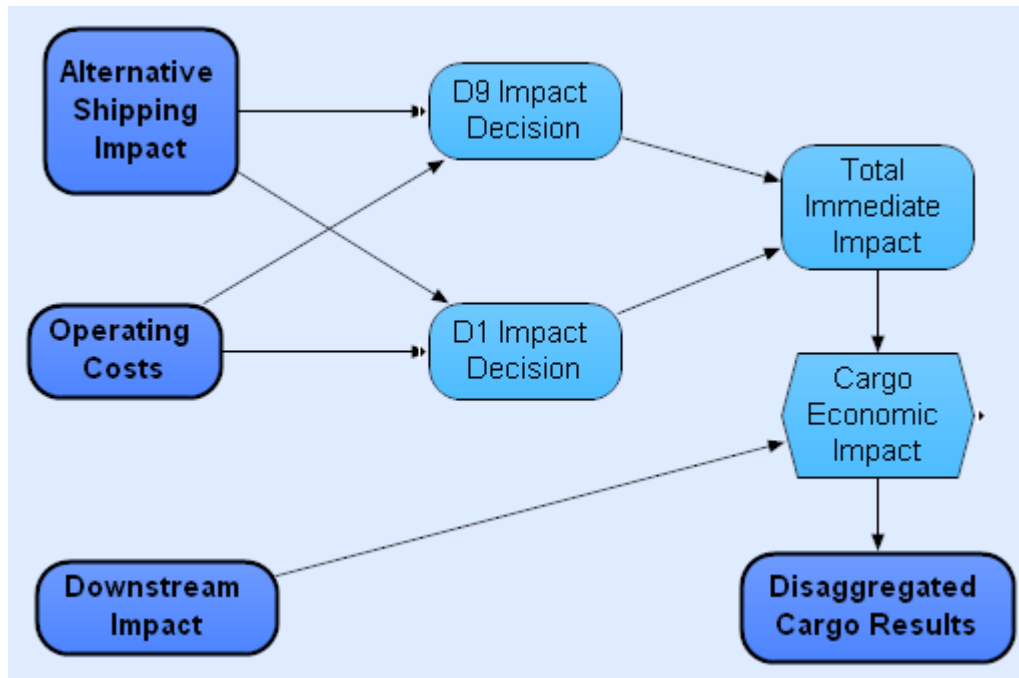 Alternative
Shipping
Impact
D9 Impact
Decision
Total
Immediate
Impact
Operating
Costs
D1 Impact
Decision
Cargo
Economic
Impact
Downstream
Impact
Disaggregated
Cargo Results